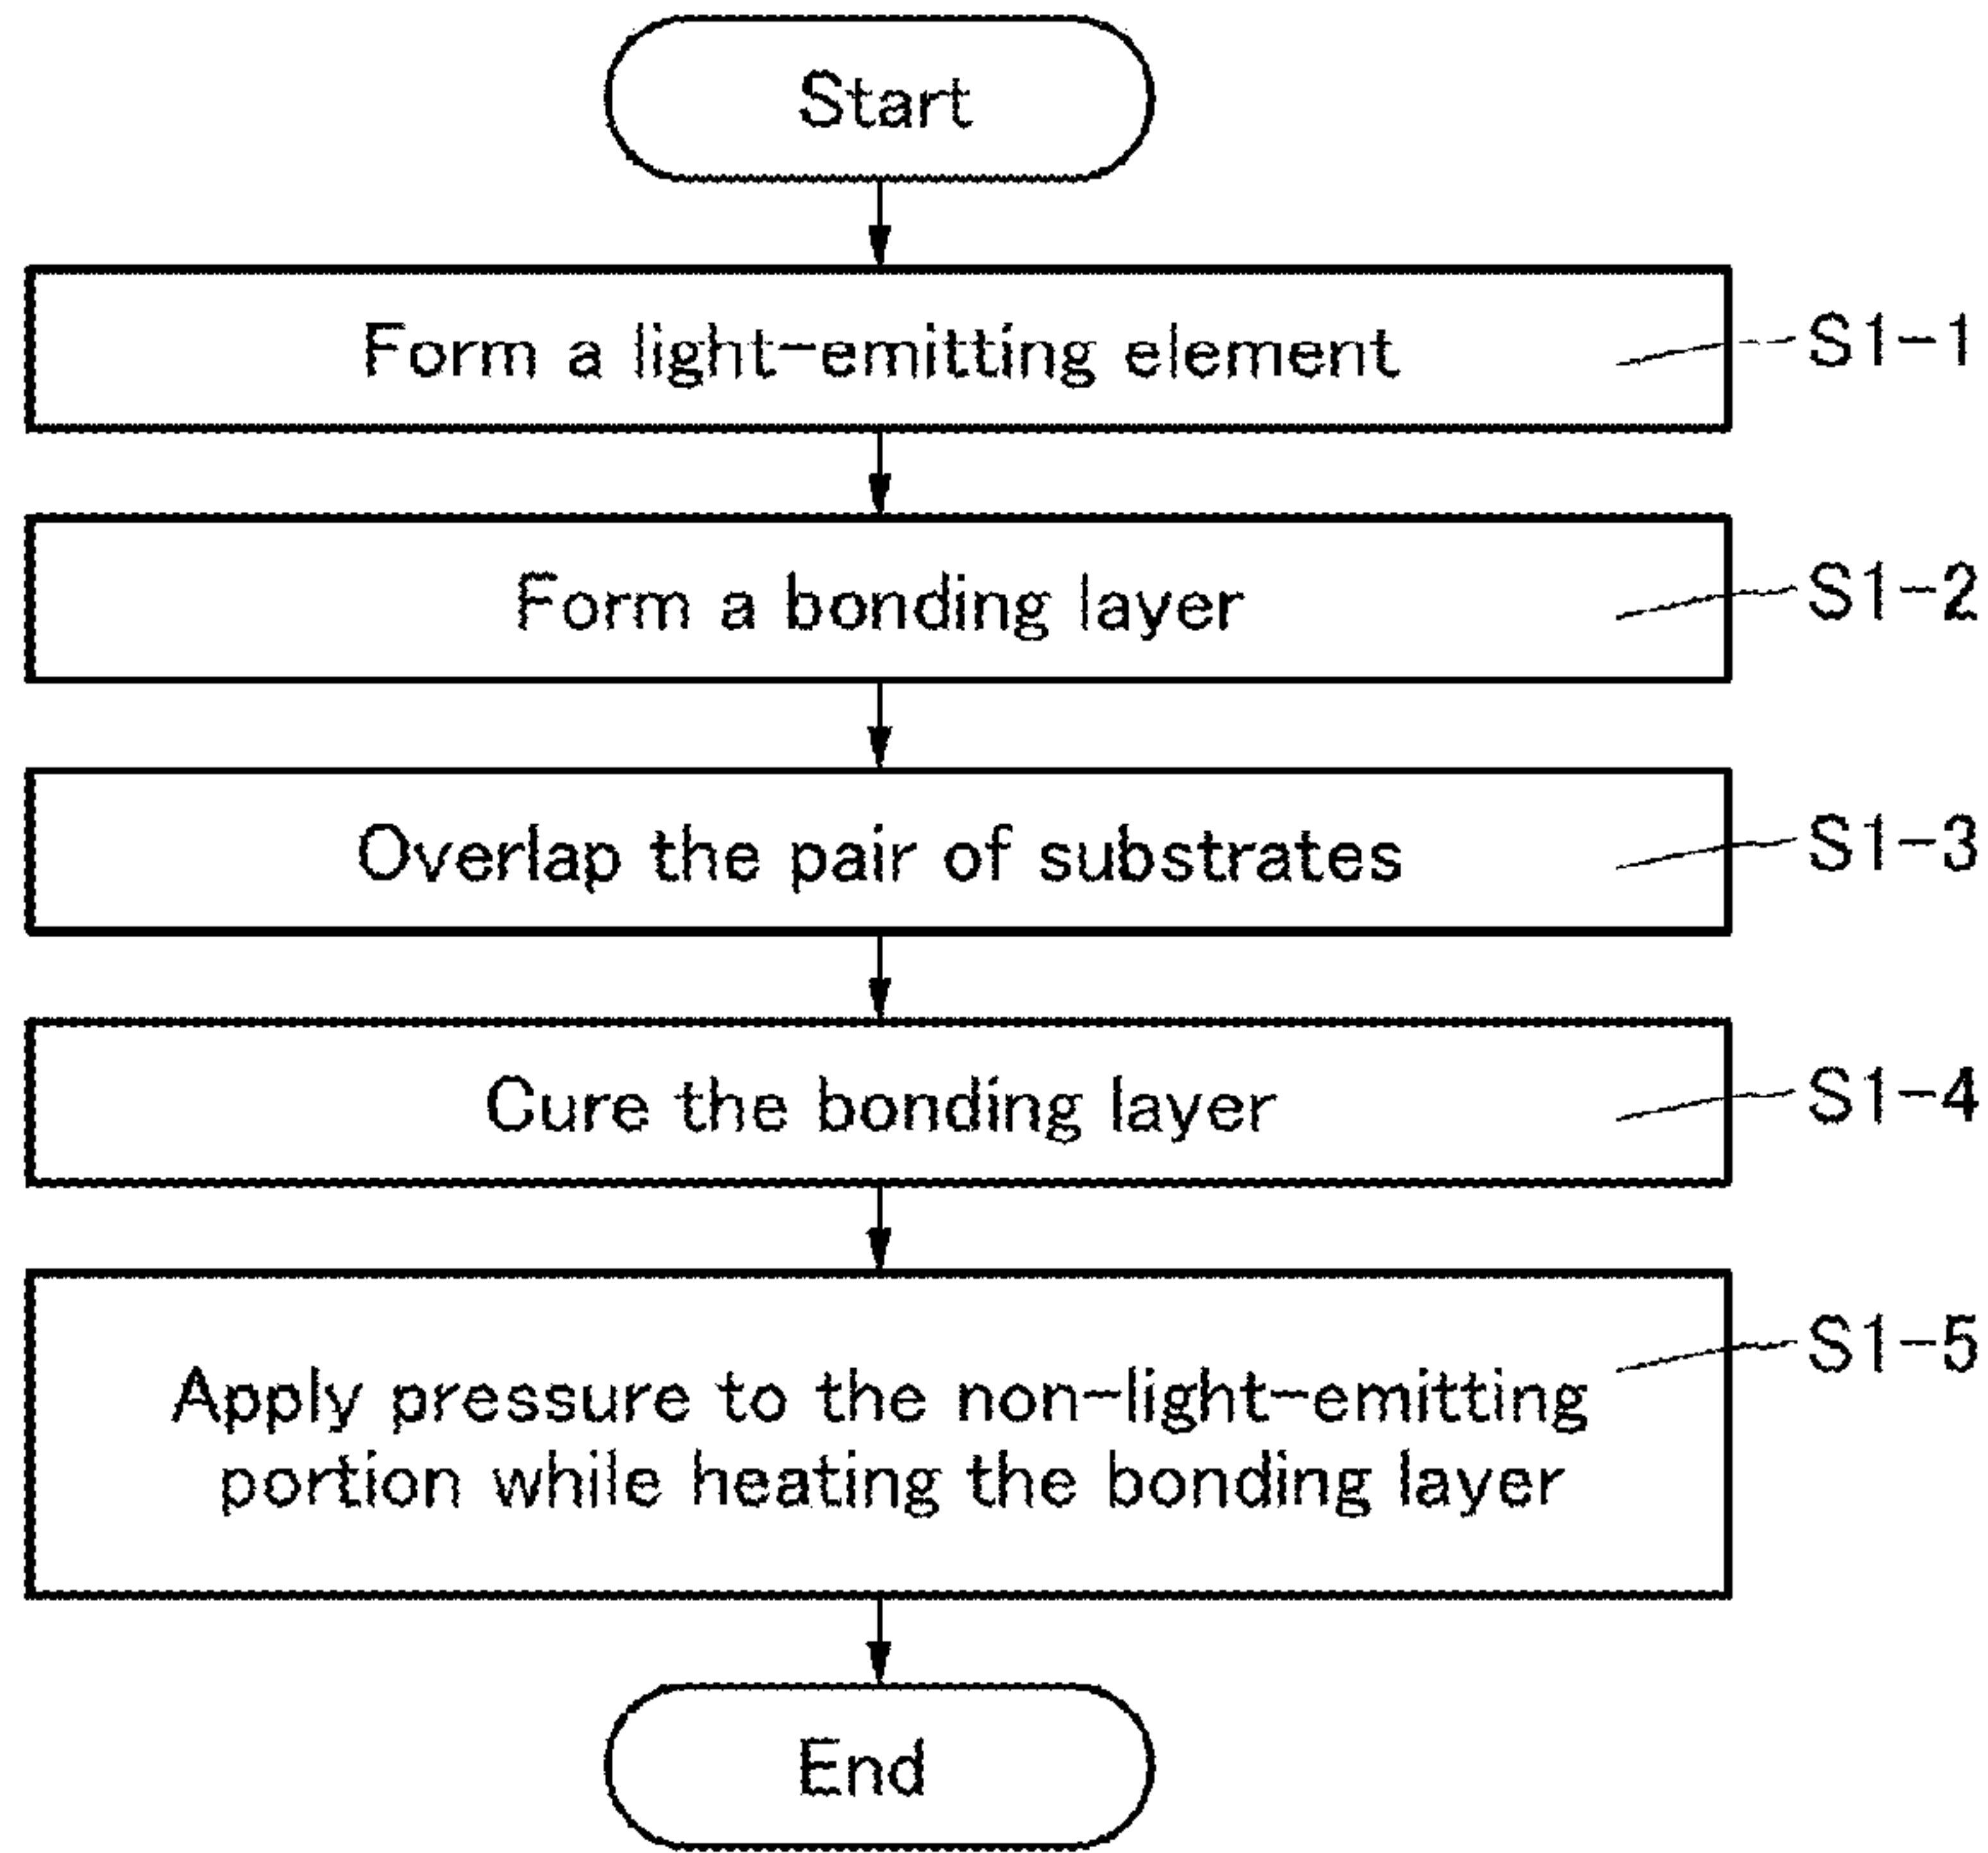 Start
Form a light-emitting element
S1-1
Form a bonding layer
S1-2
Overlap the pair of substrates
S1-3
Cure the bonding layer
S1-4
S1-5
Apply pressure to the non-light-emitting
portion while heating the bonding layer
End